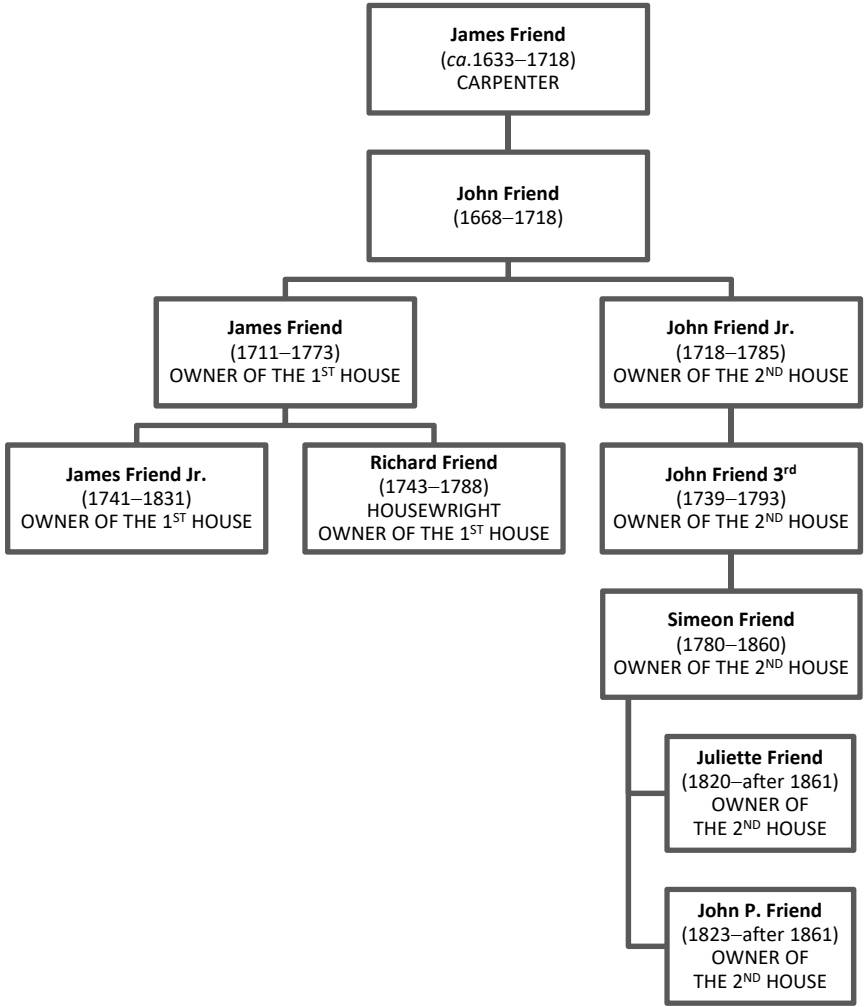 James Friend
(ca.1633–1718)
CARPENTER
John Friend
(1668–1718)
James Friend
(1711–1773)
OWNER OF THE 1ST HOUSE
John Friend Jr.
(1718–1785)
OWNER OF THE 2ND HOUSE
James Friend Jr.
(1741–1831)
OWNER OF THE 1ST HOUSE
Richard Friend
(1743–1788)
HOUSEWRIGHT
OWNER OF THE 1ST HOUSE
John Friend 3rd
(1739–1793)
OWNER OF THE 2ND HOUSE
Simeon Friend
(1780–1860)
OWNER OF THE 2ND HOUSE
Juliette Friend
(1820–after 1861)
OWNER OF
THE 2ND HOUSE
John P. Friend
(1823–after 1861)
OWNER OF
THE 2ND HOUSE